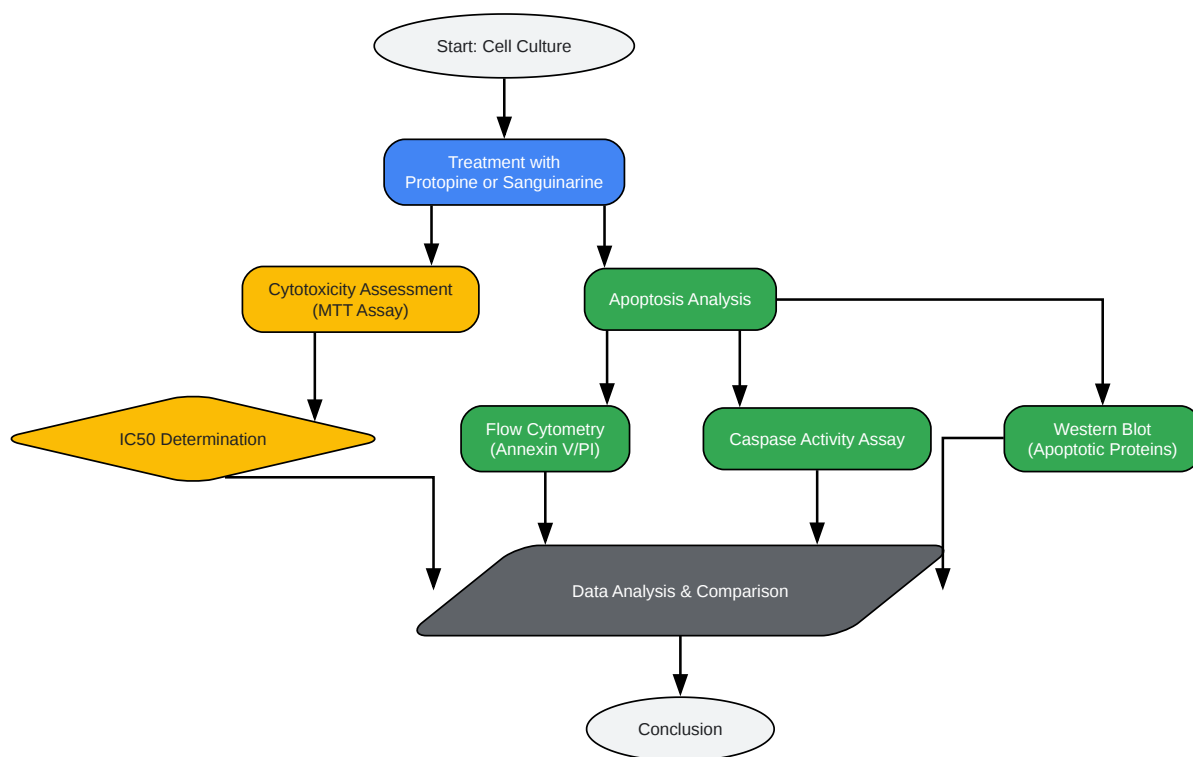 Start: Cell Culture
Treatment with
Protopine or Sanguinarine
Cytotoxicity Assessment
(MTT Assay)
Apoptosis Analysis
IC50 Determination
Flow Cytometry
(Annexin V/PI)
Caspase Activity Assay
Western Blot
(Apoptotic Proteins)
Data Analysis & Comparison
Conclusion